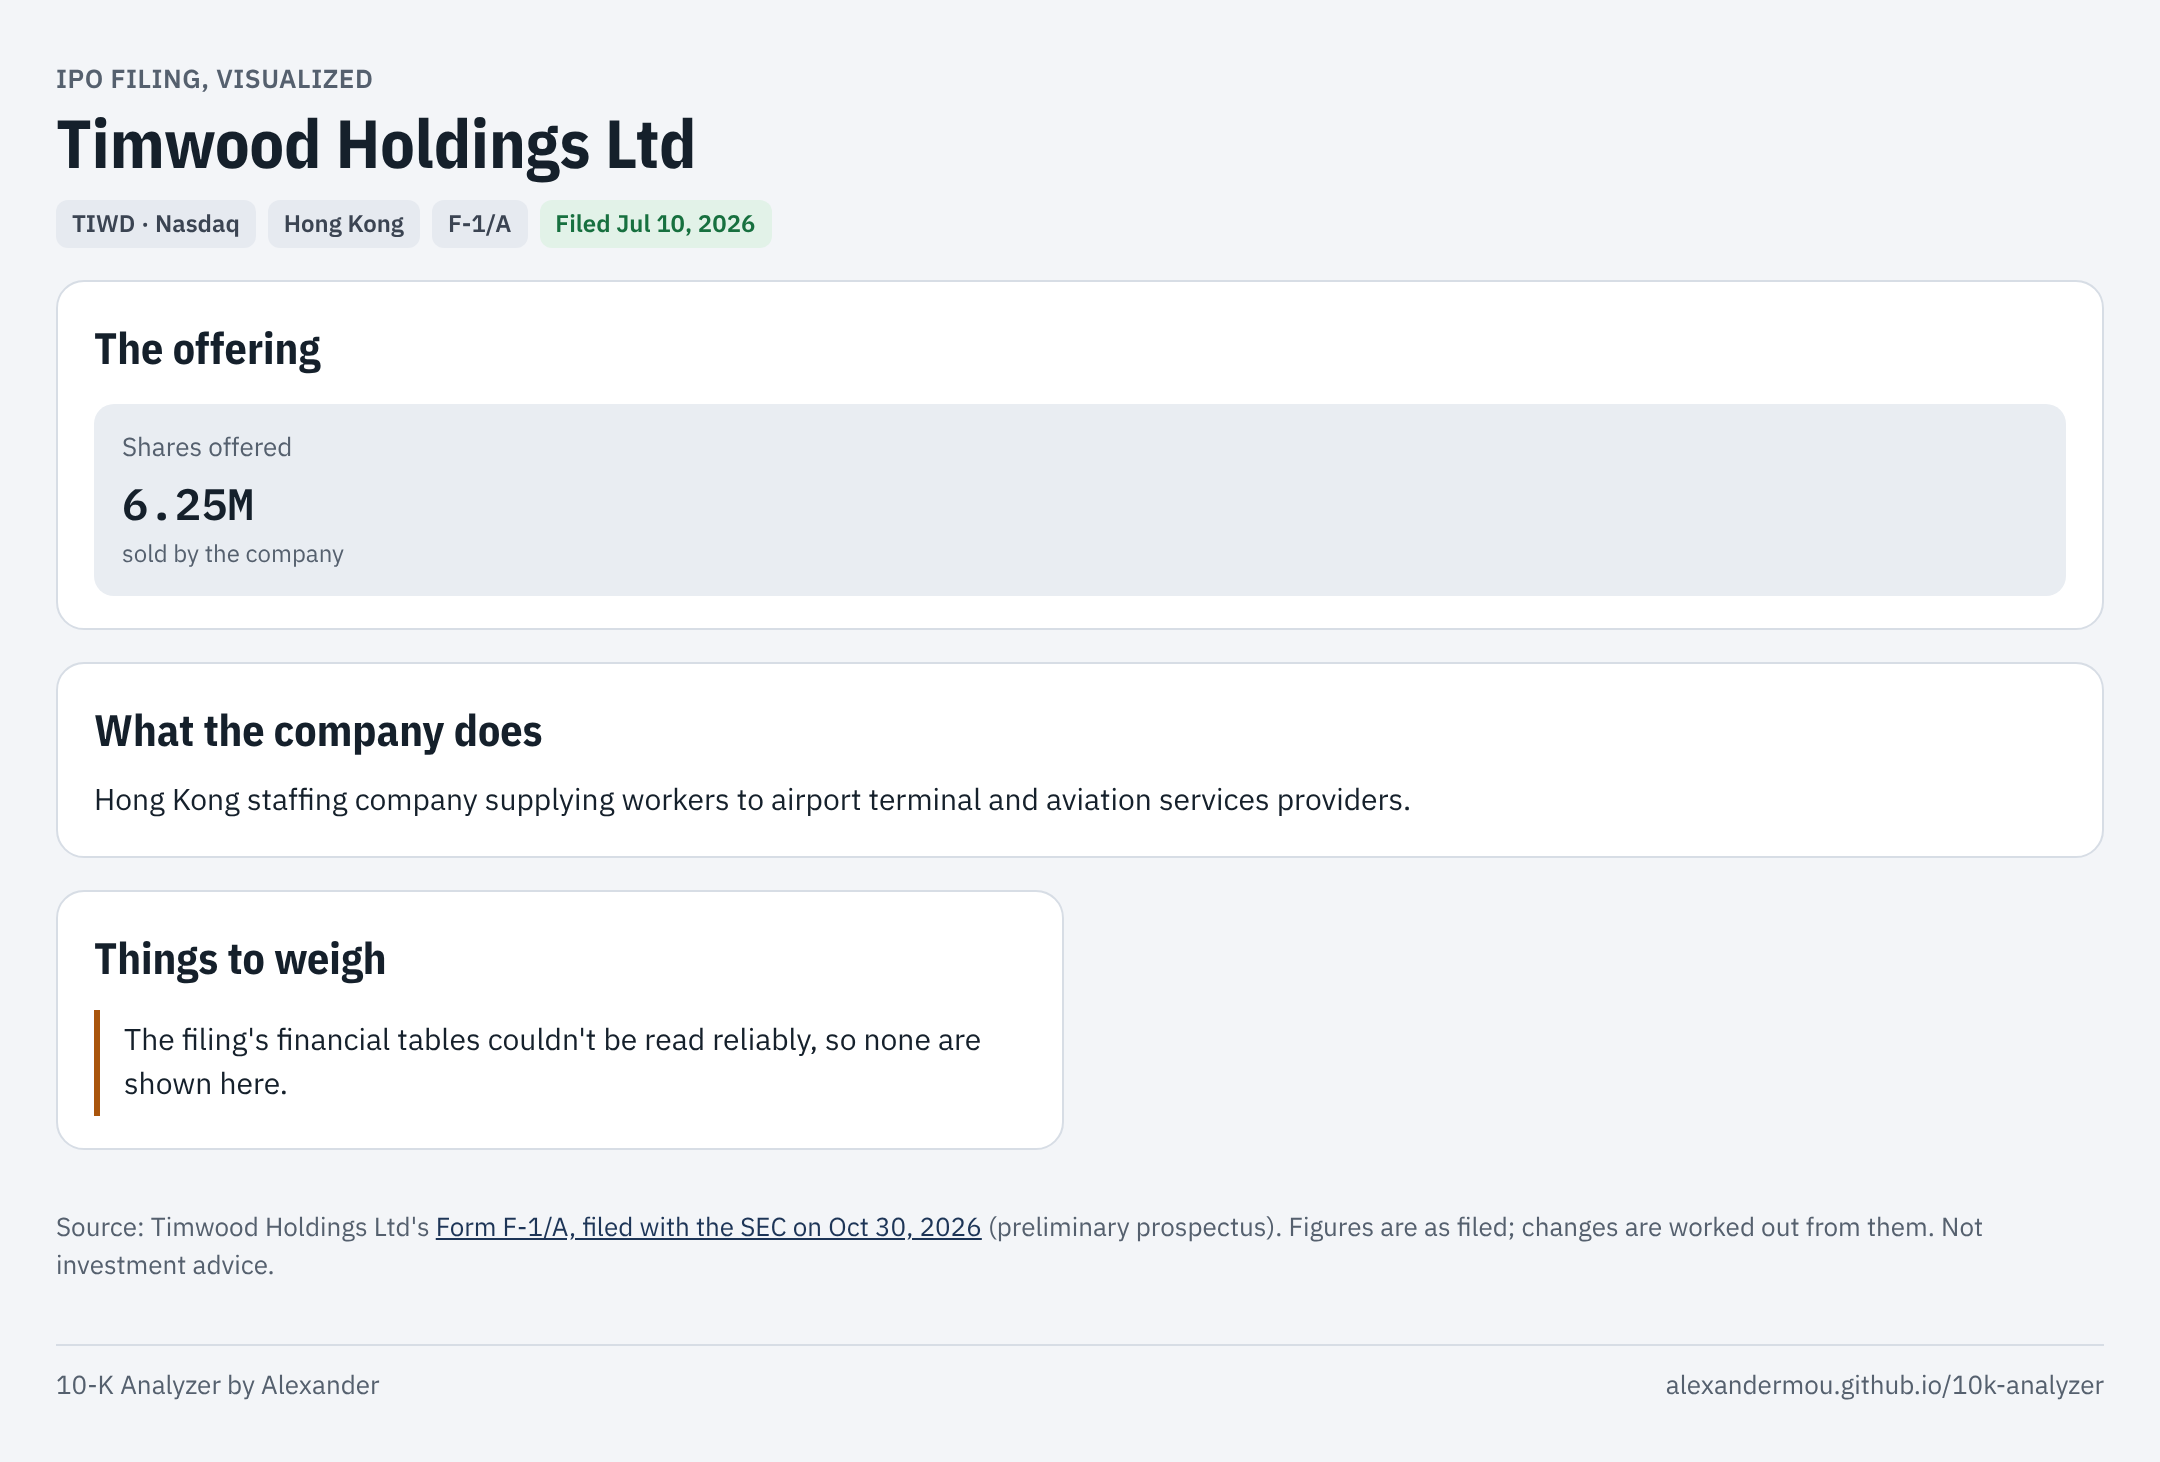 IPO FILING, VISUALIZED
Timwood Holdings Ltd
TIWD · Nasdaq Hong Kong F-1/A Filed Jul 10, 2026
The offering
Shares offered
6.25M
sold by the company
What the company does
Hong Kong staffing company supplying workers to airport terminal and aviation services providers.
Things to weigh
The filing's financial tables couldn't be read reliably, so none are
shown here.
Source: Timwood Holdings Ltd's Form F-1/A, filed with the SEC on Oct 30, 2026 (preliminary prospectus). Figures are as filed; changes are worked out from them. Not
investment advice.
10-K Analyzer by Alexander
alexandermou.github.io/10k-analyzer